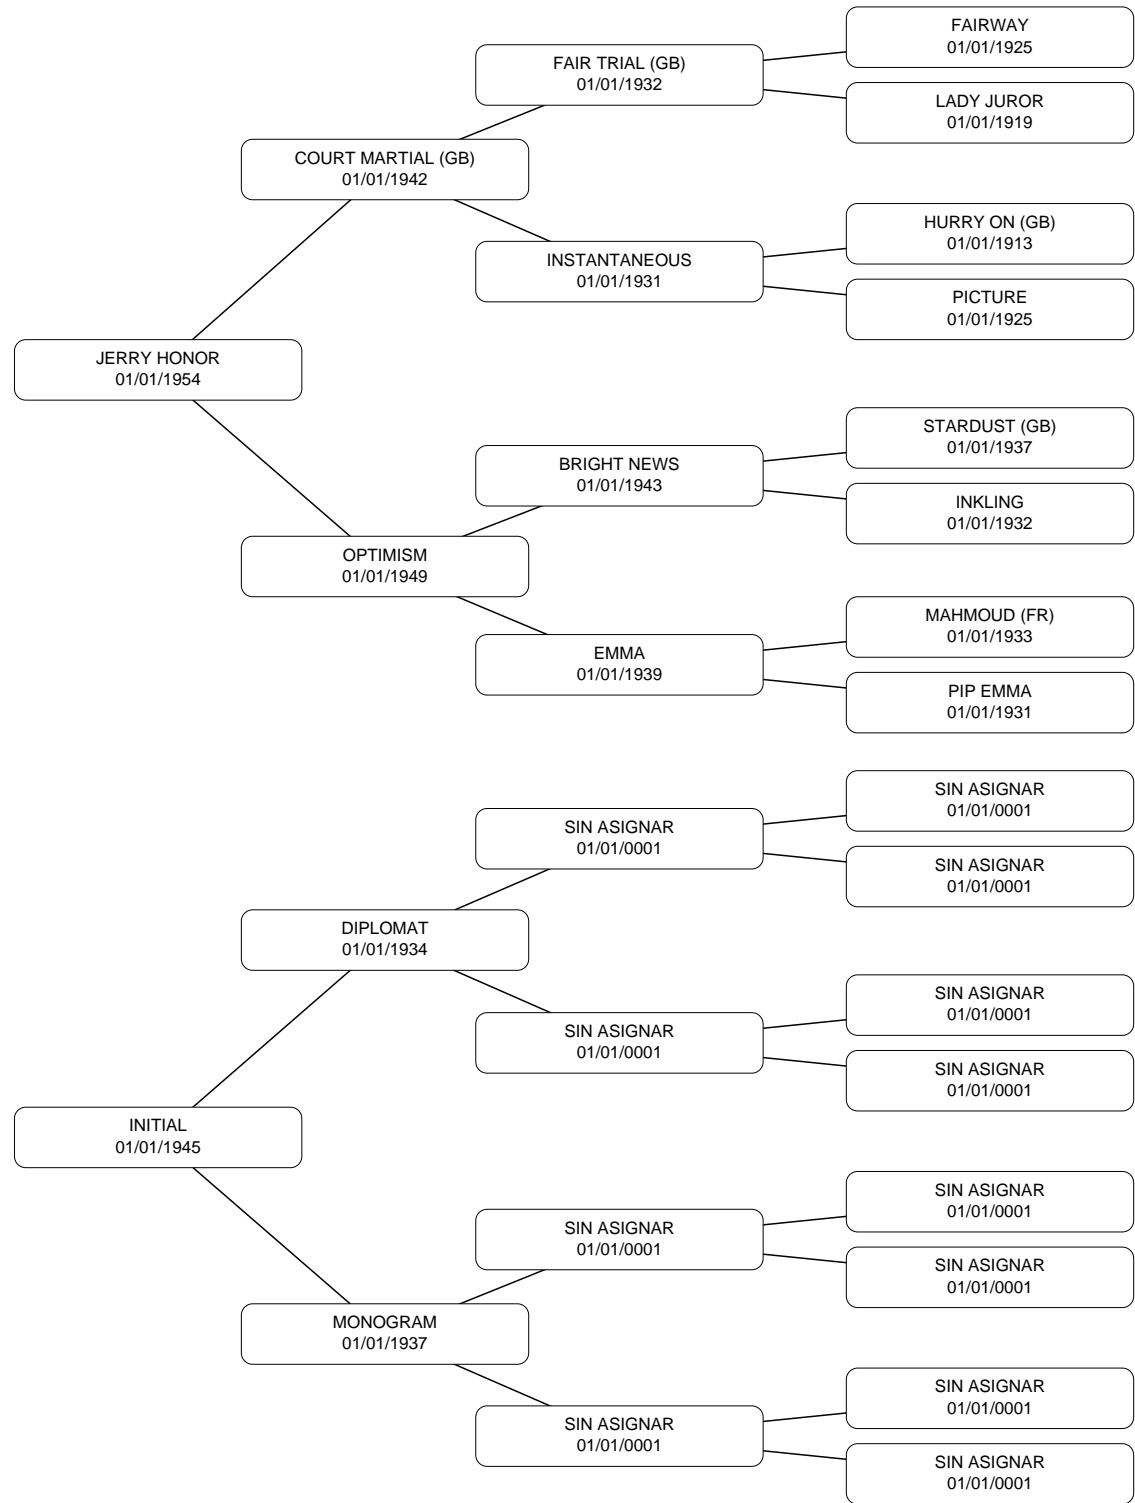 FAIRWAY
01/01/1925
FAIR TRIAL (GB)
01/01/1932
LADY JUROR
01/01/1919
COURT MARTIAL (GB)
01/01/1942
HURRY ON (GB)
01/01/1913
INSTANTANEOUS
01/01/1931
PICTURE
01/01/1925
JERRY HONOR
01/01/1954
STARDUST (GB)
01/01/1937
BRIGHT NEWS
01/01/1943
INKLING
01/01/1932
OPTIMISM
01/01/1949
MAHMOUD (FR)
01/01/1933
EMMA
01/01/1939
PIP EMMA
01/01/1931
SIN ASIGNAR
01/01/0001
SIN ASIGNAR
01/01/0001
SIN ASIGNAR
01/01/0001
DIPLOMAT
01/01/1934
SIN ASIGNAR
01/01/0001
SIN ASIGNAR
01/01/0001
SIN ASIGNAR
01/01/0001
INITIAL
01/01/1945
SIN ASIGNAR
01/01/0001
SIN ASIGNAR
01/01/0001
SIN ASIGNAR
01/01/0001
MONOGRAM
01/01/1937
SIN ASIGNAR
01/01/0001
SIN ASIGNAR
01/01/0001
SIN ASIGNAR
01/01/0001